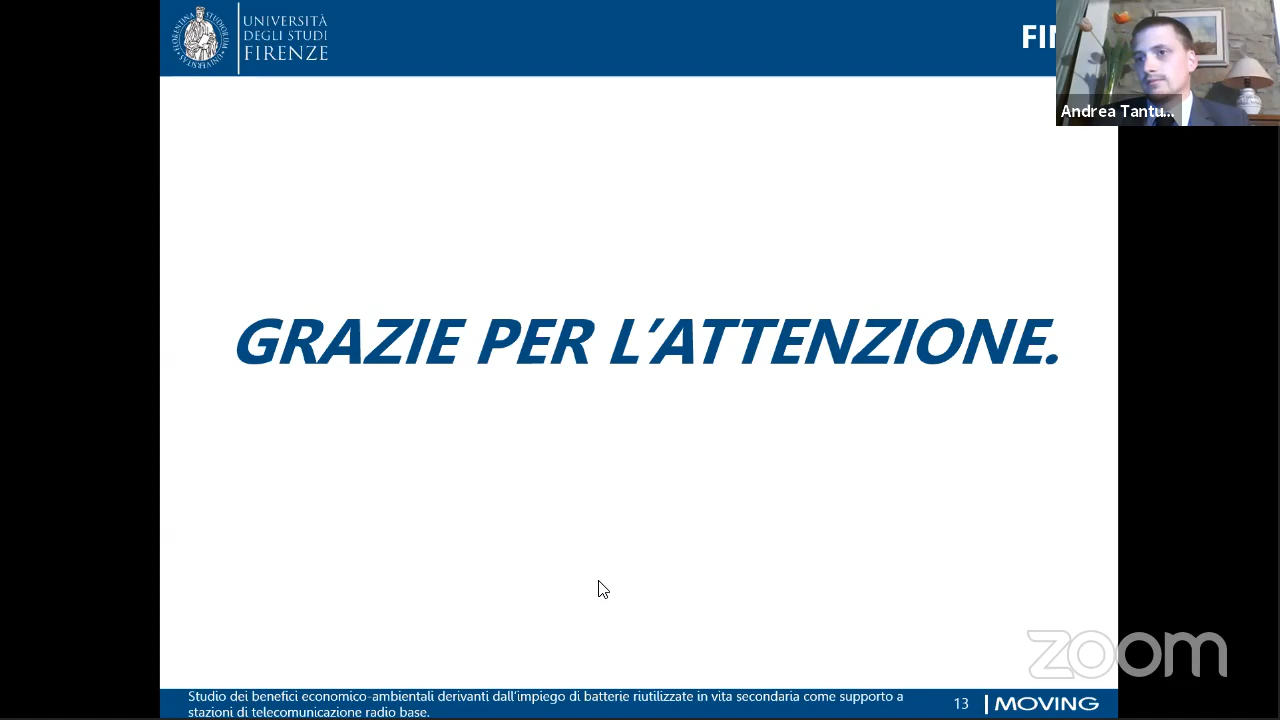 UNIVERSITÀ
DEGLI STUDI
FIRENZE
Andrea Tantu...
GRAZIE PER L'ATTENZIONE.
zoom
Studio dei benefici economico-ambientali derivanti dall'impiego di batterie riutilizzate in vita secondaria come supporto a
stazioni di telecomunicazione radio base.
13
MOVING